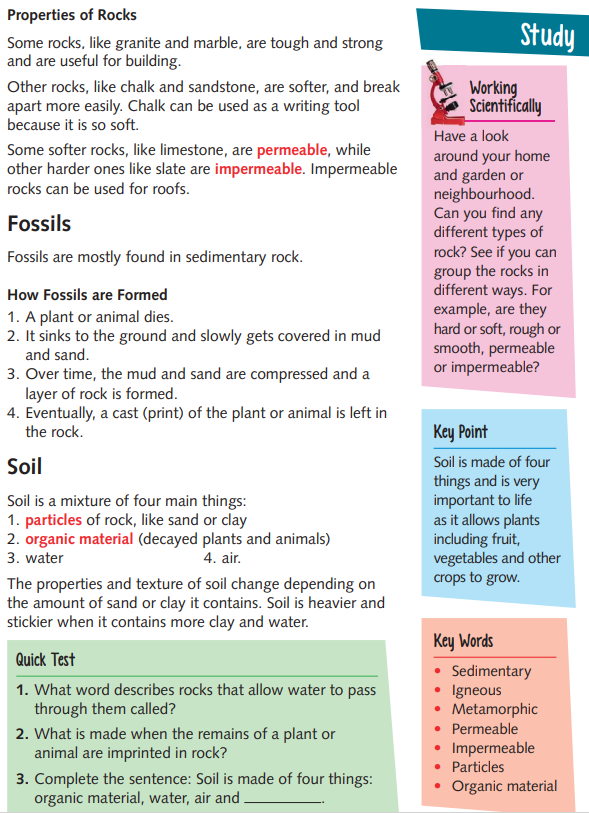 Properties of Rocks
Some rocks, like granite and marble, are tough and strong
and are useful for building.
Other rocks, like chalk and sandstone, are softer, and break
apart more easily. Chalk can be used as a writing tool
because it is so soft.
Some softer rocks, like limestone, are permeable, while
other harder ones like slate are impermeable. Impermeable
rocks can be used for roofs.
Fossils
Fossils are mostly found in sedimentary rock.
How Fossils are Formed
1. A plant or animal dies.
2. It sinks to the ground and slowly gets covered in mud
and sand.
3. Over time, the mud and sand are compressed and a
layer of rock is formed.
4. Eventually, a cast (print) of the plant or animal is left in
the rock.
Soil
Soil is a mixture of four main things:
1. particles of rock, like sand or clay
2. organic material (decayed plants and animals)
3. water 4. air.
The properties and texture of soil change depending on
the amount of sand or clay it contains. Soil is heavier and
stickier when it contains more clay and water.
Quick Test
1. What word describes rocks that allow water to pass
through them called?
2. What is made when the remains of a plant or
animal are imprinted in rock?
3. Complete the sentence: Soil is made of four things:
organic material, water, air and ___________.
Study
Working
Scientifically
Have a look
around your home
and garden or
neighbourhood.
Can you find any
different types of
rock? See if you can
group the rocks in
different ways. For
example, are they
hard or soft, rough or
smooth, permeable
or impermeable?
Key Point
Soil is made of four
things and is very
important to life
as it allows plants
including fruit,
vegetables and other
crops to grow.
Key Words
• Sedimentary
• Igneous
• Metamorphic
• Permeable
• Impermeable
• Particles
• Organic material